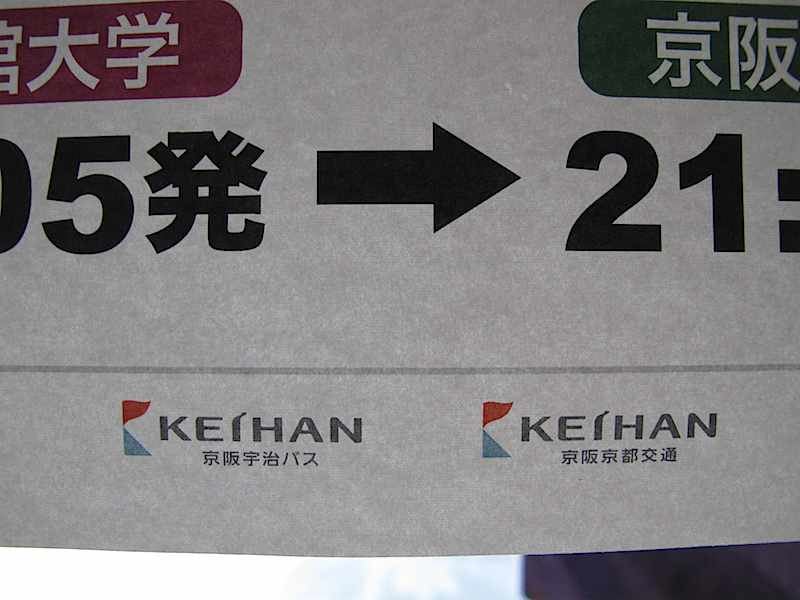 館大学
京阪
05発
21:
KEIHAN
京阪宇治バス
KEIHAN
京阪京都交通